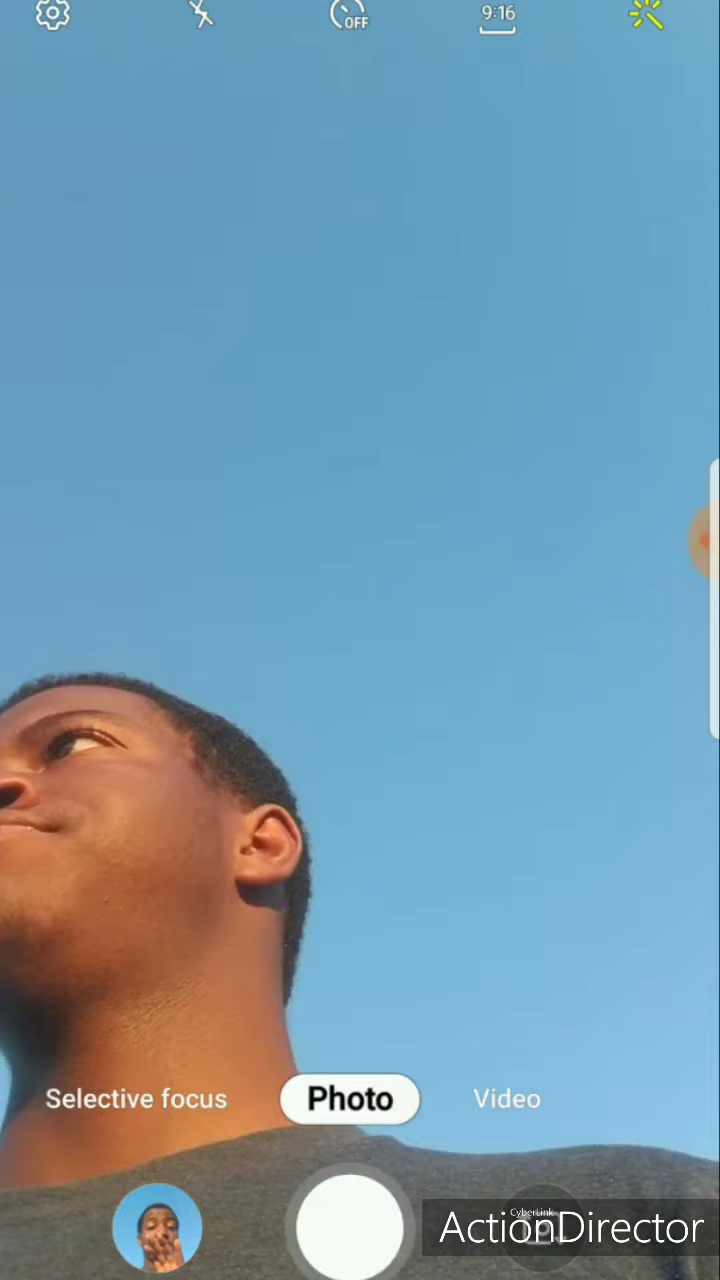 OFF
9:16
Selective focus
Photo
Video
CyberLink
ActionDirector